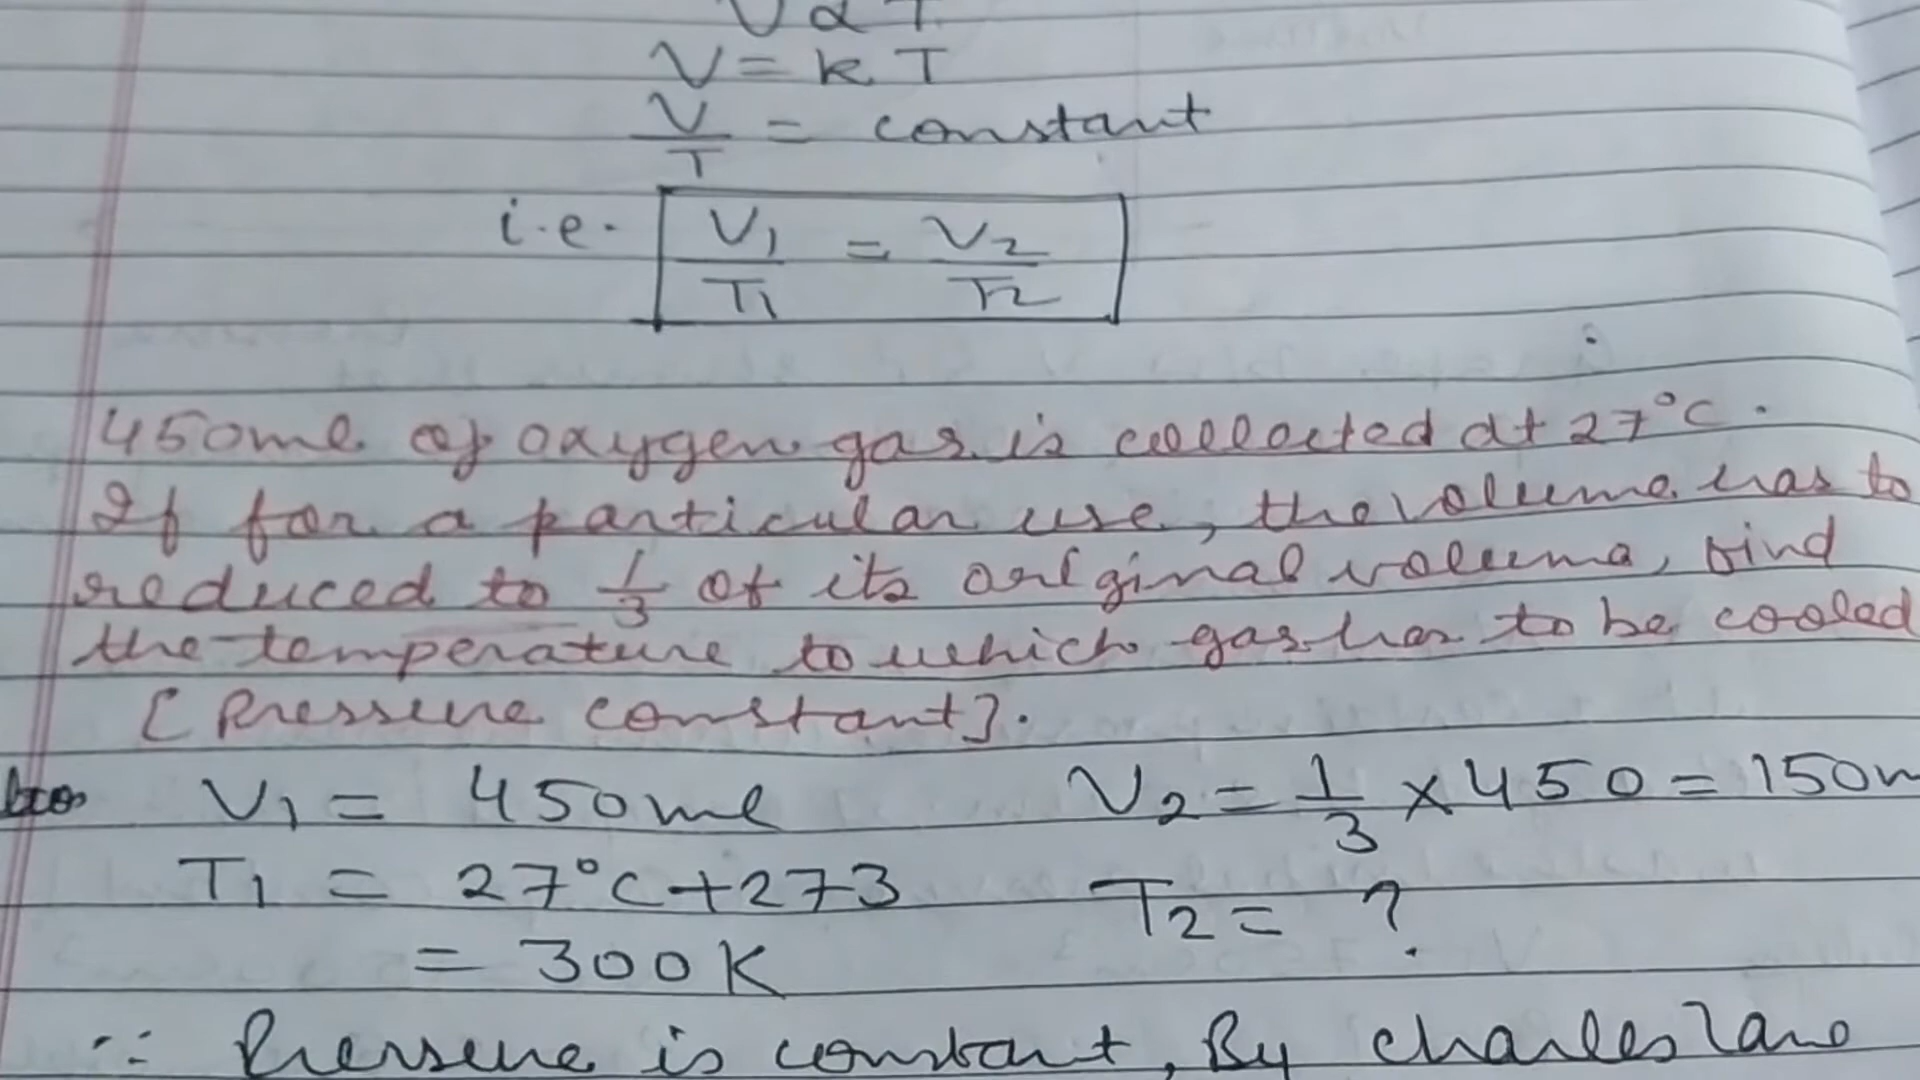 V α T
V = k T
V/T = constant
i.e. V1/T1 = V2/T2
450ml of oxygen gas is collected at 27°C.
If for a particular use, the volume has to
reduced to 1/3 of its original volume, find
the temperature to which gas has to be cooled
[Pressure constant].
V1 = 450ml V2 = 1/3 × 450 = 150m
T1 = 27°C + 273 T2 = ?
= 300 K
∵ Pressure is constant, By Charles law